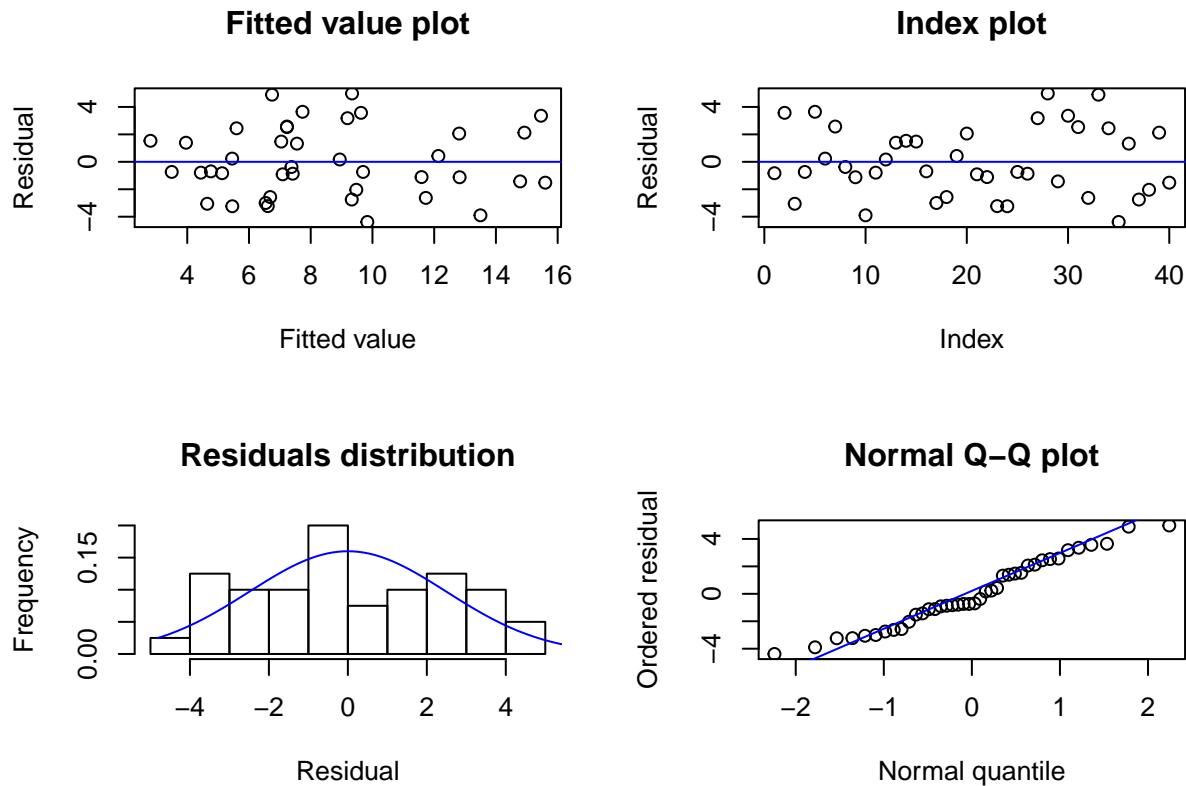 Fitted value plot
Residual
4
0
−4
4 6 8 10 12 14 16
Fitted value
Index plot
Residual
4
0
−4
0 10 20 30 40
Index
Residuals distribution
Frequency
0.15
0.00
−4 −2 0 2 4
Residual
Normal Q−Q plot
Ordered residual
4
0
−4
−2 −1 0 1 2
Normal quantile